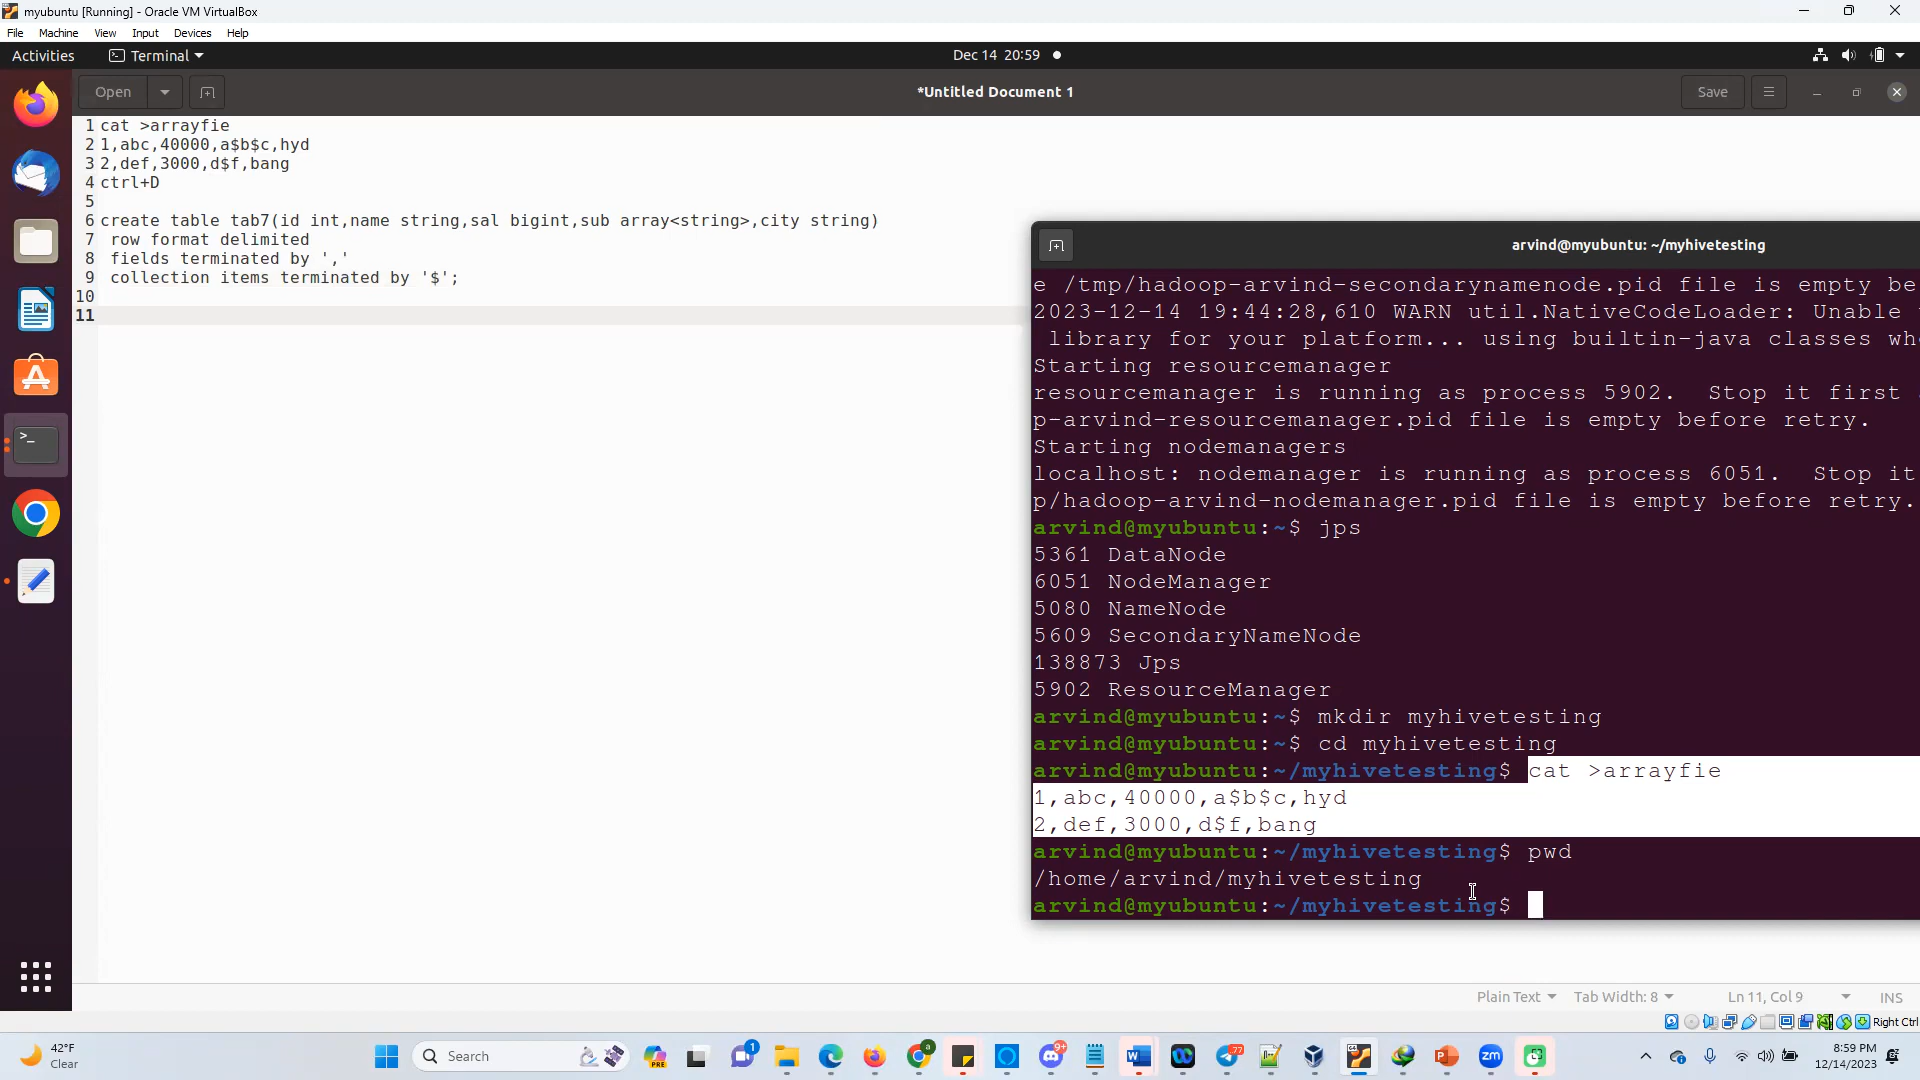 myubuntu [Running] - Oracle VM VirtualBox
File Machine View Input Devices Help
Activities Terminal Dec 14 20:59
Open *Untitled Document 1 Save
1 cat >arrayfie
2 1,abc,40000,a$b$c,hyd
3 2,def,3000,d$f,bang
4 ctrl+D
5
6 create table tab7(id int,name string,sal bigint,sub array<string>,city string)
7 row format delimited
8 fields terminated by ','
9 collection items terminated by '$';
10
11
arvind@myubuntu: ~/myhivetesting
e /tmp/hadoop-arvind-secondarynamenode.pid file is empty be
2023-12-14 19:44:28,610 WARN util.NativeCodeLoader: Unable
library for your platform... using builtin-java classes wh
Starting resourcemanager
resourcemanager is running as process 5902. Stop it first
p-arvind-resourcemanager.pid file is empty before retry.
Starting nodemanagers
localhost: nodemanager is running as process 6051. Stop it
p/hadoop-arvind-nodemanager.pid file is empty before retry.
arvind@myubuntu:~$ jps
5361 DataNode
6051 NodeManager
5080 NameNode
5609 SecondaryNameNode
138873 Jps
5902 ResourceManager
arvind@myubuntu:~$ mkdir myhivetesting
arvind@myubuntu:~$ cd myhivetesting
arvind@myubuntu:~/myhivetesting$ cat >arrayfie
1,abc,40000,a$b$c,hyd
2,def,3000,d$f,bang
arvind@myubuntu:~/myhivetesting$ pwd
/home/arvind/myhivetesting
arvind@myubuntu:~/myhivetesting$
Plain Text Tab Width: 8 Ln 11, Col 9 INS
Right Ctrl
42°F
Clear
Search
8:59 PM
12/14/2023